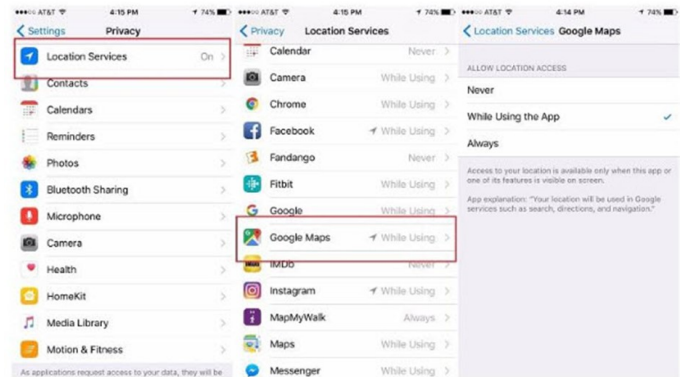 AT&T 4:15 PM 74%
Settings Privacy
Location Services On
Contacts
Calendars
Reminders
Photos
Bluetooth Sharing
Microphone
Camera
Health
HomeKit
Media Library
Motion & Fitness
As applications request access to your data, they will be
AT&T 4:15 PM 74%
Privacy Location Services
Calendar Never
Camera While Using
Chrome While Using
Facebook While Using
Fandango Never
Fitbit While Using
Google While Using
Google Maps While Using
IMDb Never
Instagram While Using
MapMyWalk Always
Maps While Using
Messenger While Using
AT&T 4:14 PM 74%
Location Services Google Maps
ALLOW LOCATION ACCESS
Never
While Using the App
Always
Access to your location is available only when this app or
one of its features is visible on screen.
App explanation: "Your location will be used in Google
services such as search, directions, and navigation."